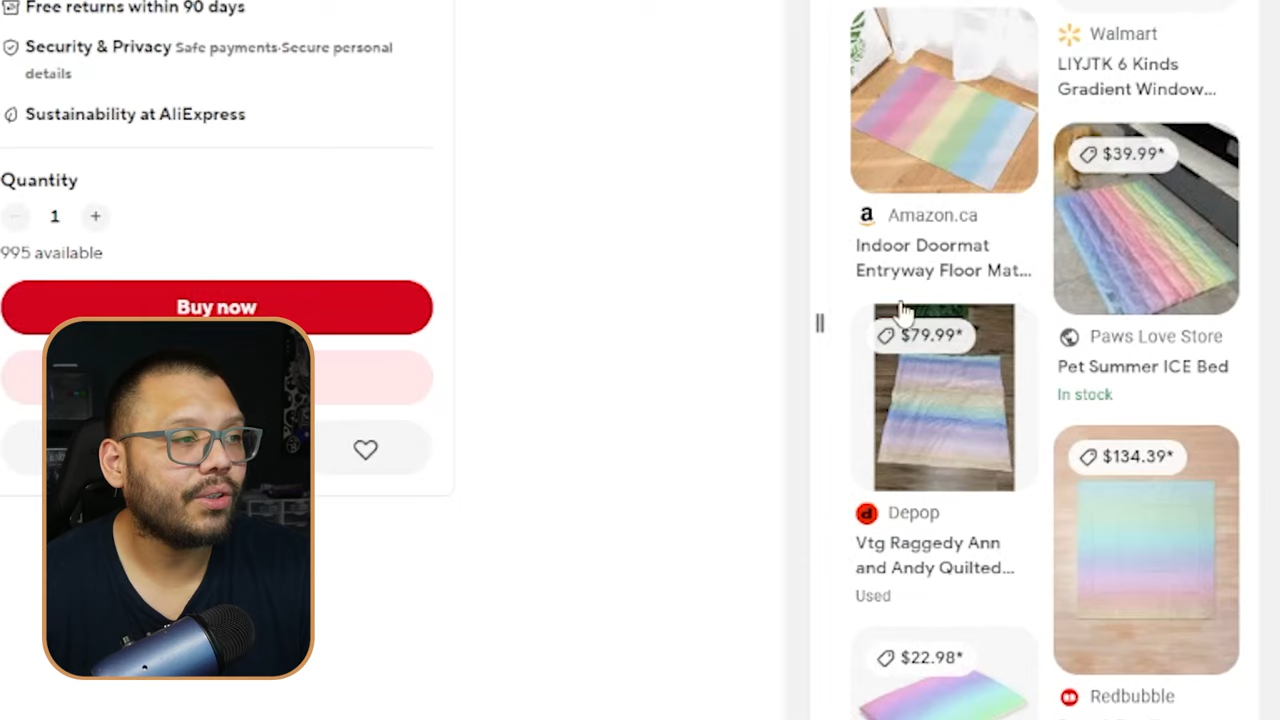 Free returns within 90 days
Security & Privacy Safe payments·Secure personal
details
Sustainability at AliExpress
Quantity
1
995 available
Buy now
Amazon.ca
Indoor Doormat
Entryway Floor Mat...
$79.99*
Depop
Vtg Raggedy Ann
and Andy Quilted...
Used
$22.98*
Walmart
LIYJTK 6 Kinds
Gradient Window...
$39.99*
Paws Love Store
Pet Summer ICE Bed
In stock
$134.39*
Redbubble